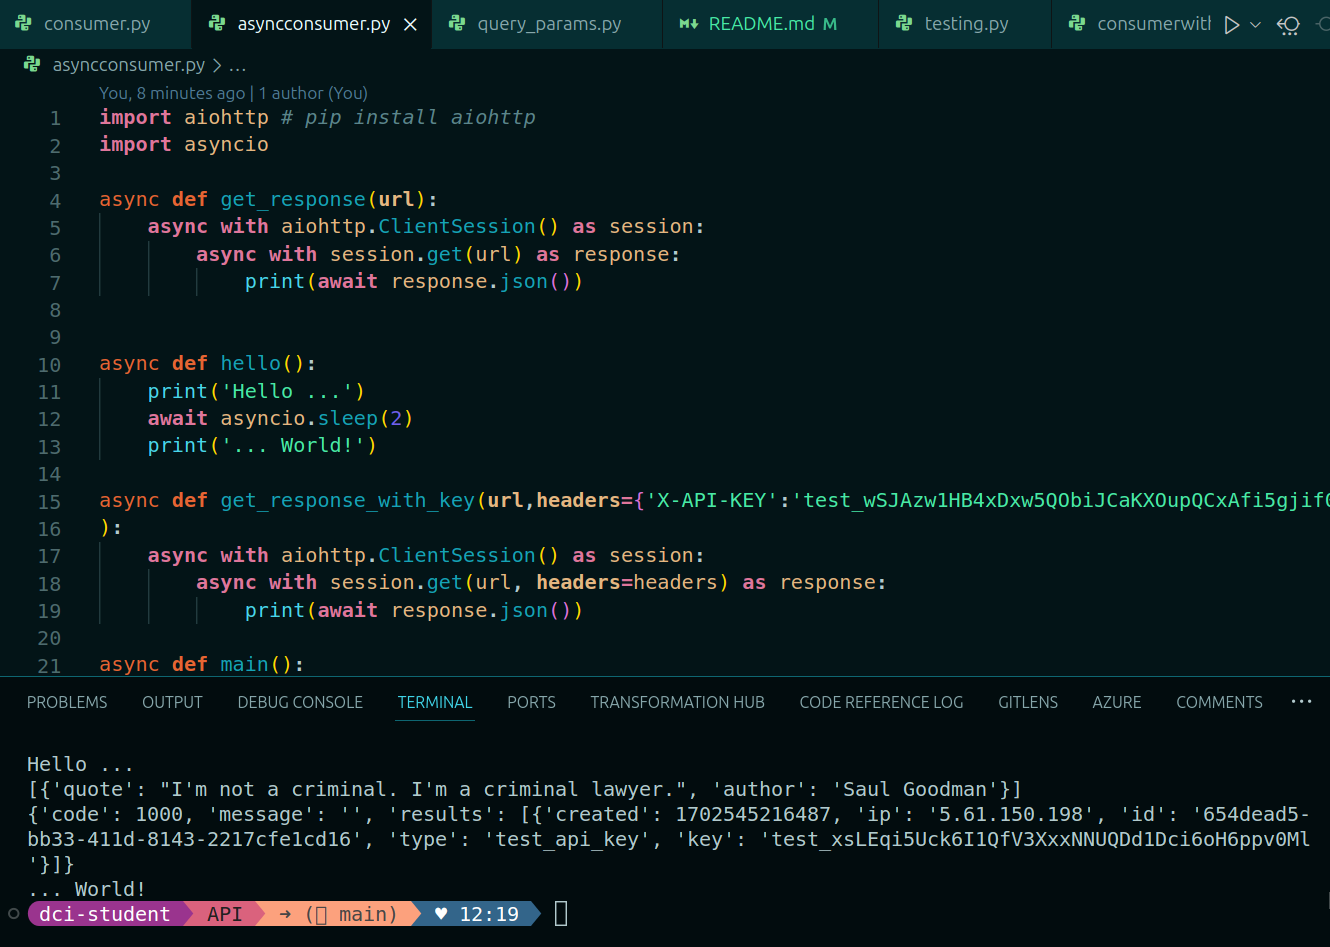 consumer.py asyncconsumer.py query_params.py README.md M testing.py consumerwith
asyncconsumer.py > ...
You, 8 minutes ago | 1 author (You)
1 import aiohttp # pip install aiohttp
2 import asyncio
3
4 async def get_response(url):
5 async with aiohttp.ClientSession() as session:
6 async with session.get(url) as response:
7 print(await response.json())
8
9
10 async def hello():
11 print('Hello ...')
12 await asyncio.sleep(2)
13 print('... World!')
14
15 async def get_response_with_key(url,headers={'X-API-KEY':'test_wSJAzw1HB4xDxw5QObiJCaKXOupQCxAfi5gjif
16 ):
17 async with aiohttp.ClientSession() as session:
18 async with session.get(url, headers=headers) as response:
19 print(await response.json())
20
21 async def main():
PROBLEMS OUTPUT DEBUG CONSOLE TERMINAL PORTS TRANSFORMATION HUB CODE REFERENCE LOG GITLENS AZURE COMMENTS ...
Hello ...
[{'quote': "I'm not a criminal. I'm a criminal lawyer.", 'author': 'Saul Goodman'}]
{'code': 1000, 'message': '', 'results': [{'created': 1702545216487, 'ip': '5.61.150.198', 'id': '654dead5-
bb33-411d-8143-2217cfe1cd16', 'type': 'test_api_key', 'key': 'test_xsLEqi5Uck6I1QfV3XxxNNUQDd1Dci6oH6ppv0Ml
'}]}
... World!
dci-student API ➜ ( main) ♥ 12:19